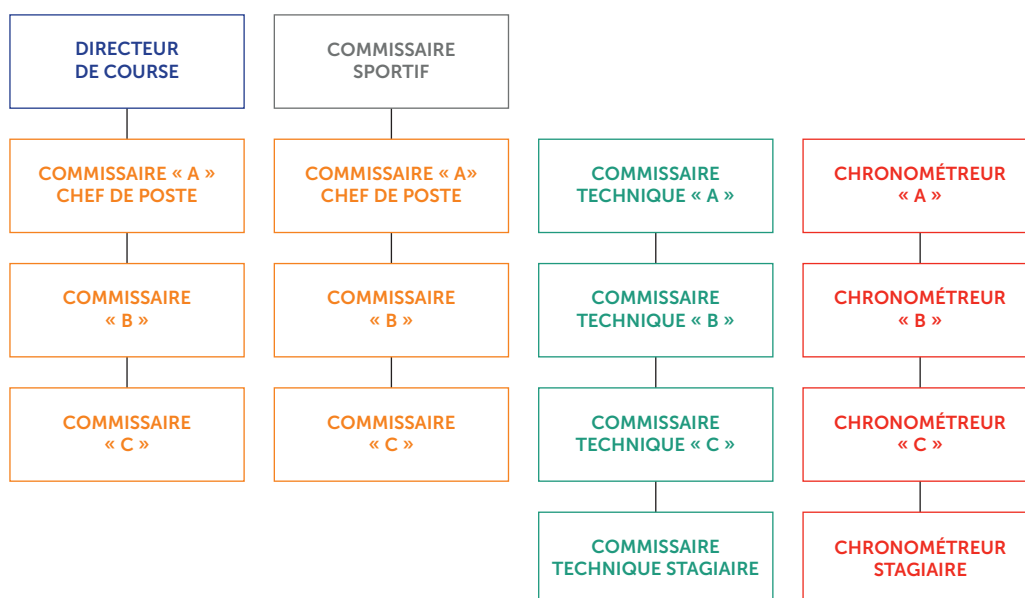 DIRECTEUR
DE COURSE
COMMISSAIRE
SPORTIF
COMMISSAIRE « A »
CHEF DE POSTE
COMMISSAIRE « A»
CHEF DE POSTE
COMMISSAIRE
TECHNIQUE « A »
CHRONOMÉTREUR
« A »
COMMISSAIRE
« B »
COMMISSAIRE
« B »
COMMISSAIRE
TECHNIQUE « B »
CHRONOMÉTREUR
« B »
COMMISSAIRE
« C »
COMMISSAIRE
« C »
COMMISSAIRE
TECHNIQUE « C »
CHRONOMÉTREUR
« C »
COMMISSAIRE
TECHNIQUE STAGIAIRE
CHRONOMÉTREUR
STAGIAIRE